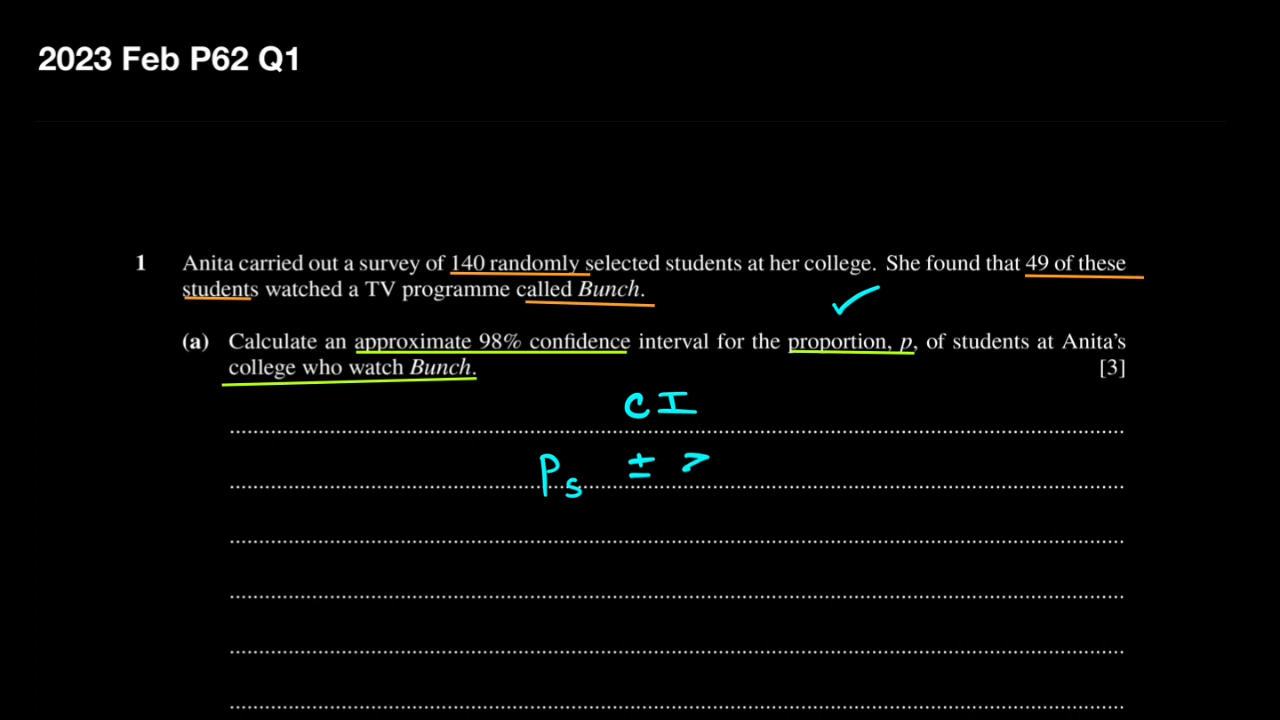 2023 Feb P62 Q1
1 Anita carried out a survey of 140 randomly selected students at her college. She found that 49 of these
students watched a TV programme called Bunch.
(a) Calculate an approximate 98% confidence interval for the proportion, p, of students at Anita's
college who watch Bunch. [3]
CI
Ps ±